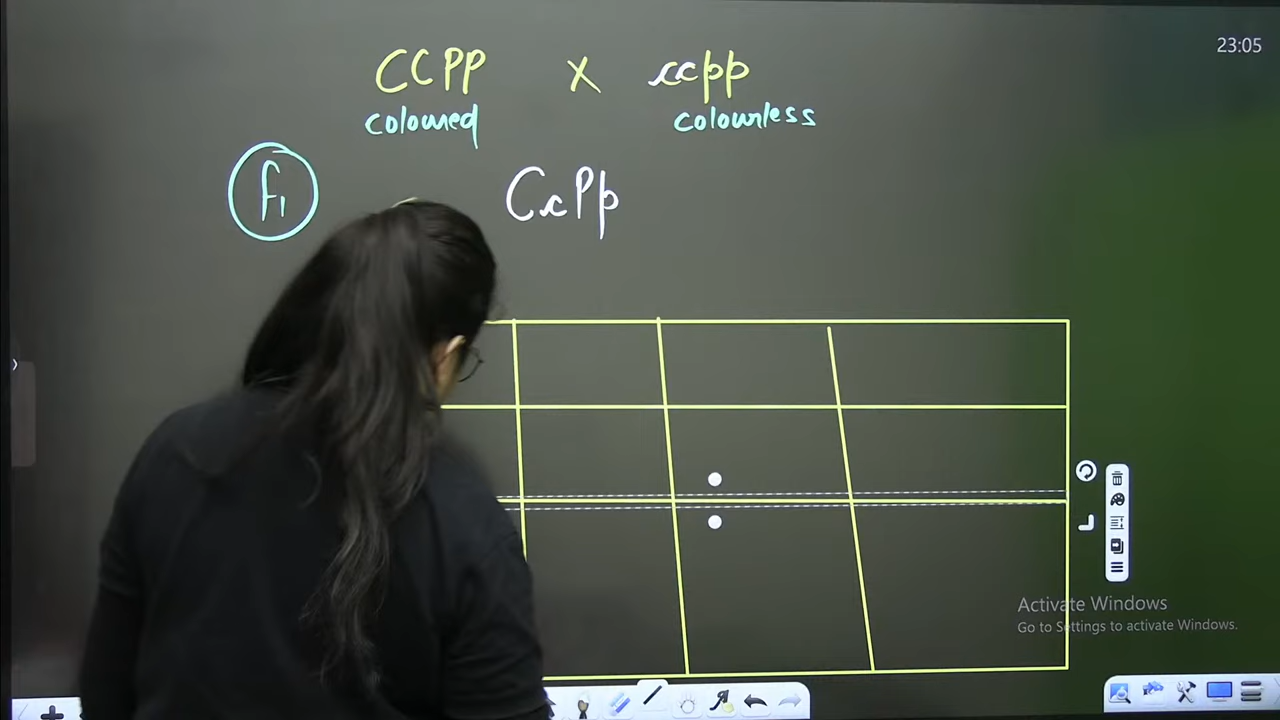 23:05
CCPP X ccpp
coloured colourless
F1 CcPp
Activate Windows
Go to Settings to activate Windows.